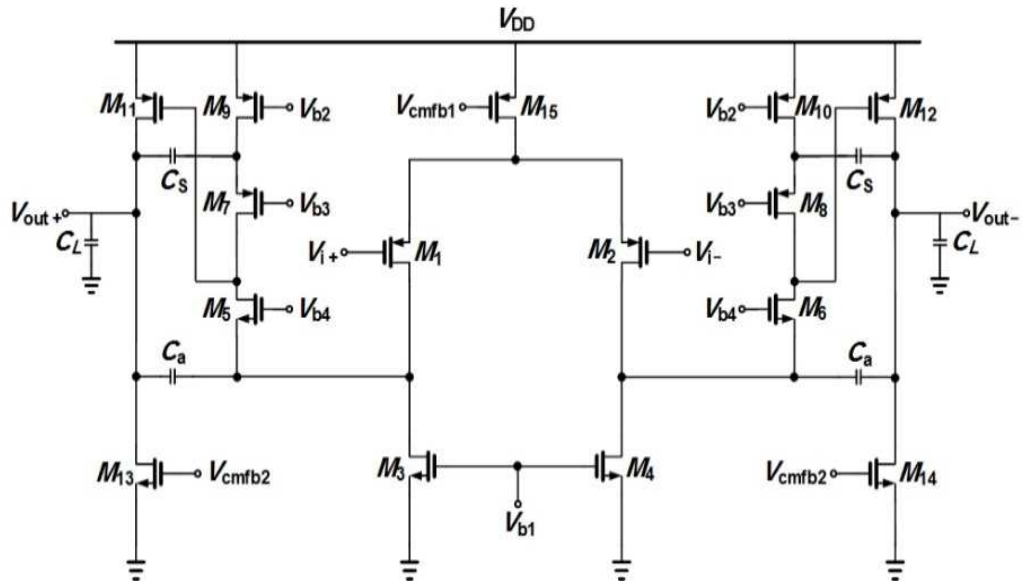 VDD
M11 M9 Vb2 Vcmfb1 M15 Vb2 M10 M12
CS CS
M7 Vb3 Vb3 M8
Vout+ Vout-
CL Vi+ M1 M2 Vi- CL
M5 Vb4 Vb4 M6
Ca Ca
M13 Vcmfb2 M3 M4 Vcmfb2 M14
Vb1